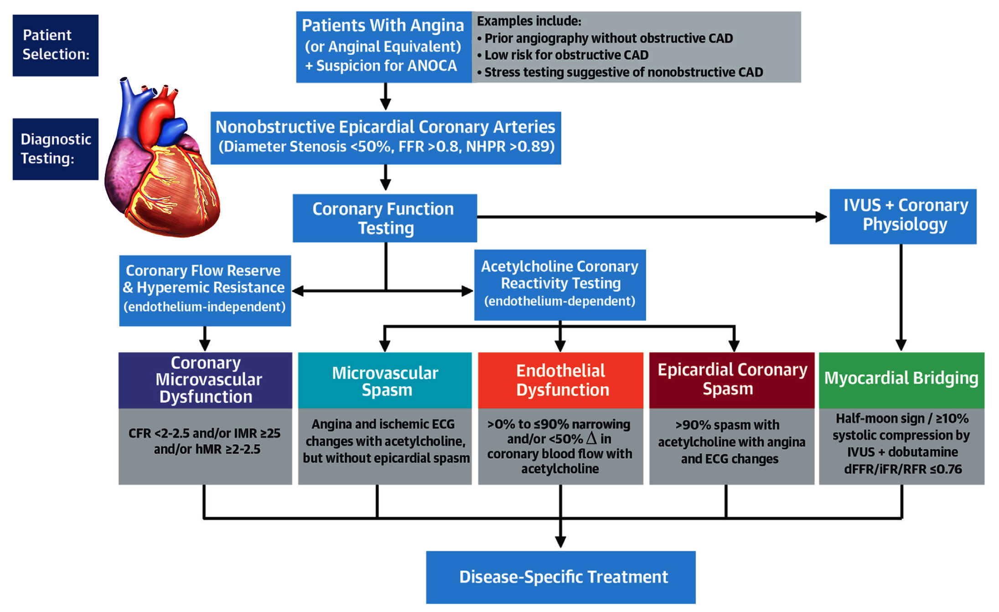 Patient
Selection:
Patients With Angina
(or Anginal Equivalent)
+ Suspicion for ANOCA
Examples include:
• Prior angiography without obstructive CAD
• Low risk for obstructive CAD
• Stress testing suggestive of nonobstructive CAD
Diagnostic
Testing:
Nonobstructive Epicardial Coronary Arteries
(Diameter Stenosis <50%, FFR >0.8, NHPR >0.89)
Coronary Function
Testing
IVUS + Coronary
Physiology
Coronary Flow Reserve
& Hyperemic Resistance
(endothelium-independent)
Acetylcholine Coronary
Reactivity Testing
(endothelium-dependent)
Coronary
Microvascular
Dysfunction
CFR <2-2.5 and/or IMR ≥25
and/or hMR ≥2-2.5
Microvascular
Spasm
Angina and ischemic ECG
changes with acetylcholine,
but without epicardial spasm
Endothelial
Dysfunction
>0% to ≤90% narrowing
and/or <50% Δ in
coronary blood flow with
acetylcholine
Epicardial Coronary
Spasm
>90% spasm with
acetylcholine with angina
and ECG changes
Myocardial Bridging
Half-moon sign / ≥10%
systolic compression by
IVUS + dobutamine
dFFR/iFR/RFR ≤0.76
Disease-Specific Treatment